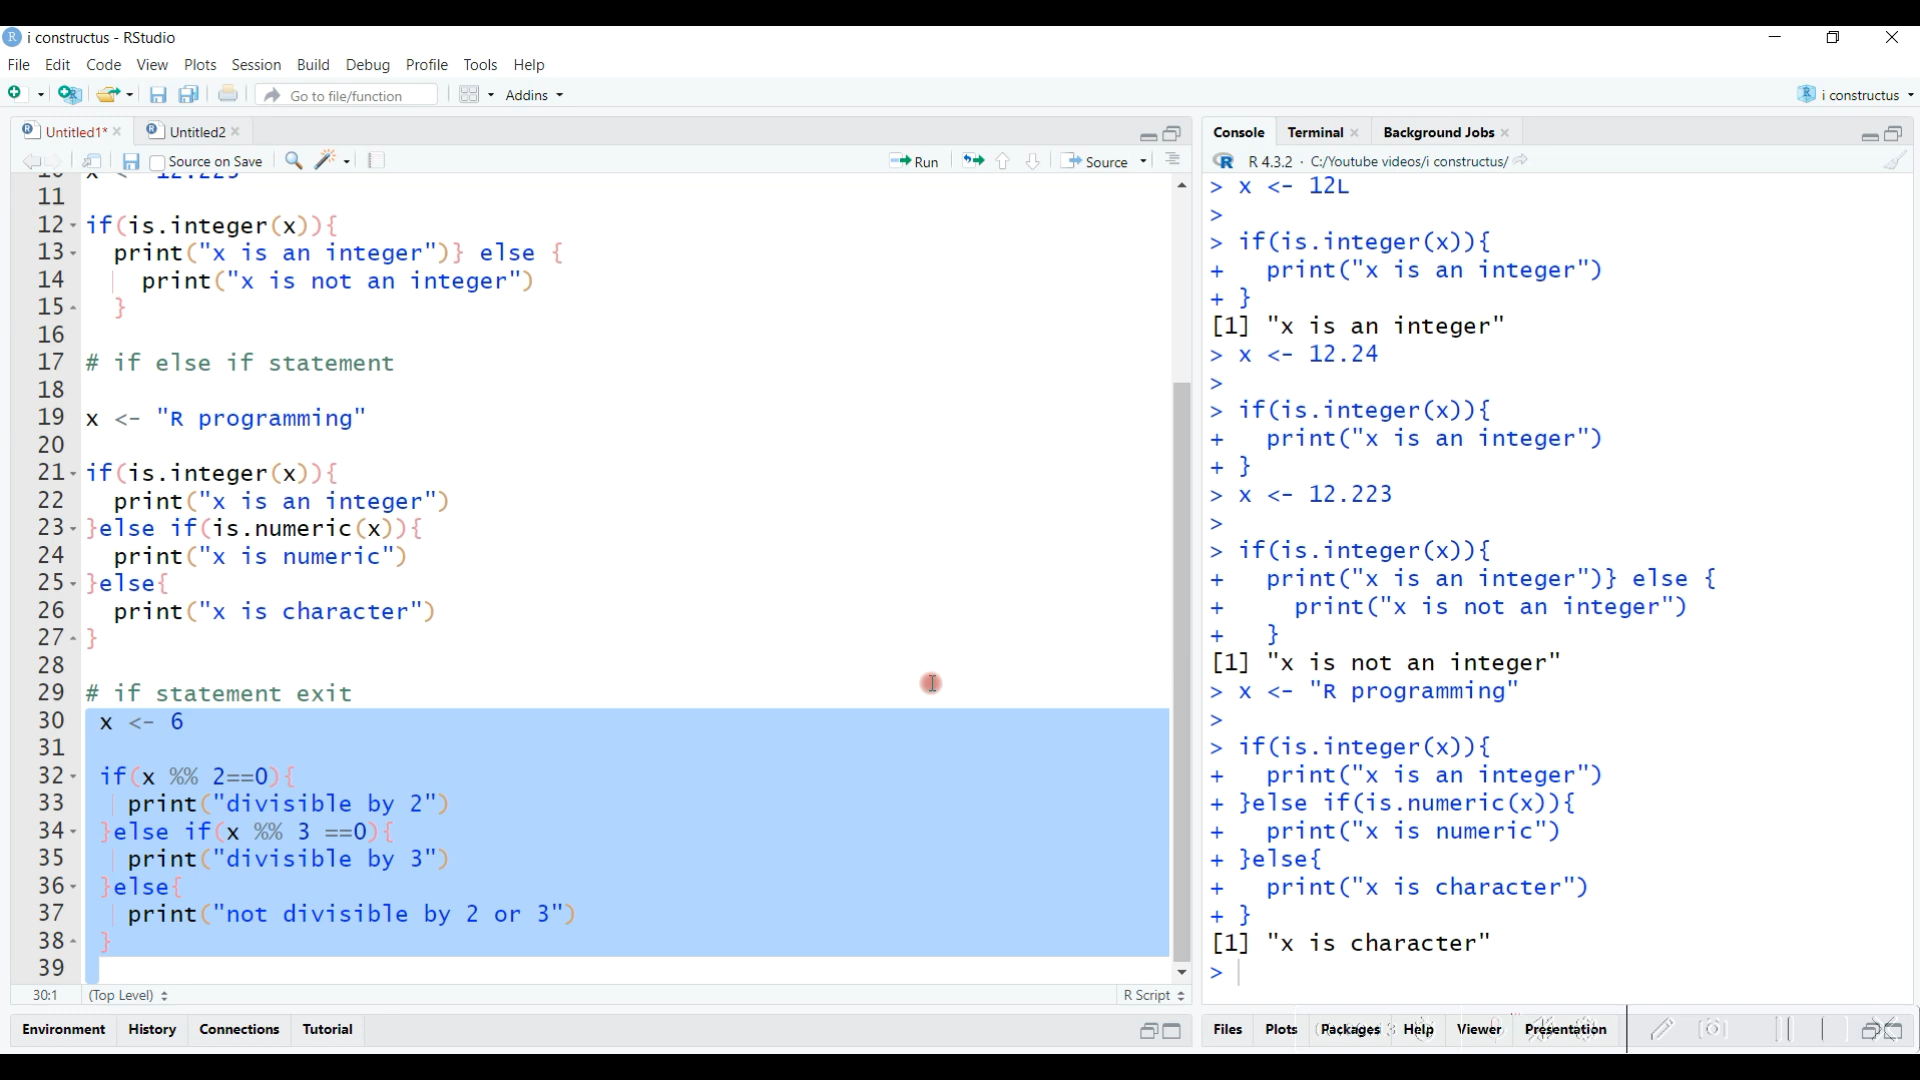 i constructus - RStudio
File Edit Code View Plots Session Build Debug Profile Tools Help
Go to file/function Addins i constructus
Untitled1* Untitled2
Source on Save Run Source
11
12 if(is.integer(x)){
13 print("x is an integer")} else {
14 print("x is not an integer")
15 }
16
17 # if else if statement
18
19 x <- "R programming"
20
21 if(is.integer(x)){
22 print("x is an integer")
23 }else if(is.numeric(x)){
24 print("x is numeric")
25 }else{
26 print("x is character")
27 }
28
29 # if statement exit
30 x <- 6
31
32 if(x %% 2==0){
33 print("divisible by 2")
34 }else if(x %% 3 ==0){
35 print("divisible by 3")
36 }else{
37 print("not divisible by 2 or 3")
38 }
39
30:1 (Top Level) R Script
Environment History Connections Tutorial
Console Terminal Background Jobs
R 4.3.2 · C:/Youtube videos/i constructus/
> x <- 12L
>
> if(is.integer(x)){
+ print("x is an integer")
+ }
[1] "x is an integer"
> x <- 12.24
>
> if(is.integer(x)){
+ print("x is an integer")
+ }
> x <- 12.223
>
> if(is.integer(x)){
+ print("x is an integer")} else {
+ print("x is not an integer")
+ }
[1] "x is not an integer"
> x <- "R programming"
>
> if(is.integer(x)){
+ print("x is an integer")
+ }else if(is.numeric(x)){
+ print("x is numeric")
+ }else{
+ print("x is character")
+ }
[1] "x is character"
>
Files Plots Packages Help Viewer Presentation